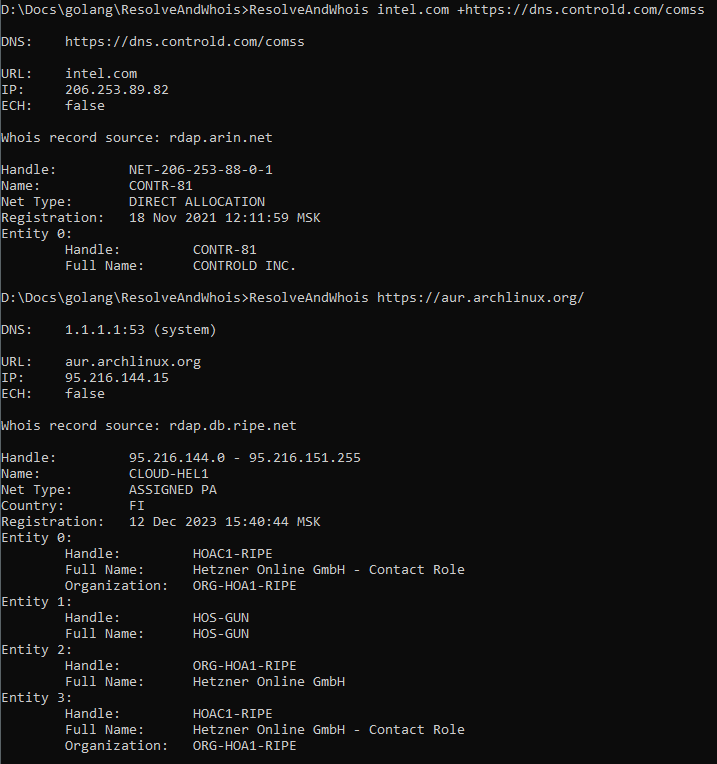 D:\Docs\golang\ResolveAndWhois>ResolveAndWhois intel.com +https://dns.controld.com/comss
DNS:    https://dns.controld.com/comss
URL:    intel.com
IP:     206.253.89.82
ECH:    false
Whois record source: rdap.arin.net
Handle:         NET-206-253-88-0-1
Name:           CONTR-81
Net Type:       DIRECT ALLOCATION
Registration:   18 Nov 2021 12:11:59 MSK
Entity 0:
        Handle:         CONTR-81
        Full Name:      CONTROLD INC.
D:\Docs\golang\ResolveAndWhois>ResolveAndWhois https://aur.archlinux.org/
DNS:    1.1.1.1:53 (system)
URL:    aur.archlinux.org
IP:     95.216.144.15
ECH:    false
Whois record source: rdap.db.ripe.net
Handle:         95.216.144.0 - 95.216.151.255
Name:           CLOUD-HEL1
Net Type:       ASSIGNED PA
Country:        FI
Registration:   12 Dec 2023 15:40:44 MSK
Entity 0:
        Handle:         HOAC1-RIPE
        Full Name:      Hetzner Online GmbH - Contact Role
        Organization:   ORG-HOA1-RIPE
Entity 1:
        Handle:         HOS-GUN
        Full Name:      HOS-GUN
Entity 2:
        Handle:         ORG-HOA1-RIPE
        Full Name:      Hetzner Online GmbH
Entity 3:
        Handle:         HOAC1-RIPE
        Full Name:      Hetzner Online GmbH - Contact Role
        Organization:   ORG-HOA1-RIPE